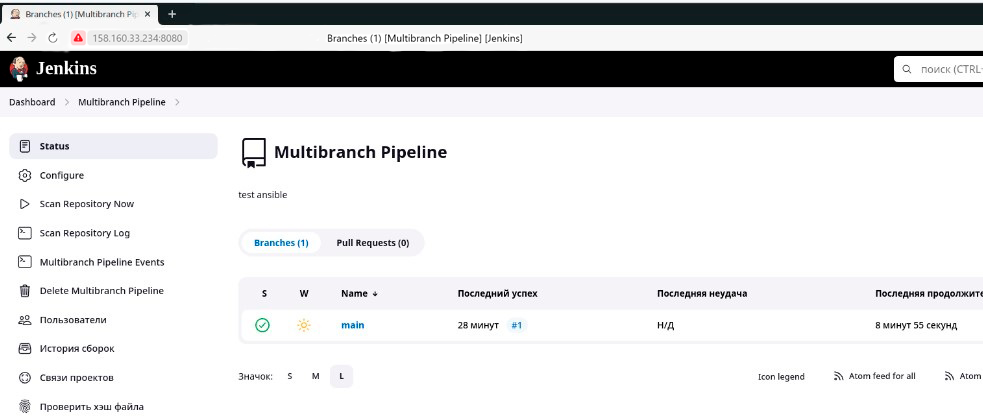 Branches (1) [Multibranch Pip
158.160.33.234:8080 Branches (1) [Multibranch Pipeline] [Jenkins]
Jenkins
поиск (CTRL+
Dashboard Multibranch Pipeline
Status
Configure
Scan Repository Now
Scan Repository Log
Multibranch Pipeline Events
Delete Multibranch Pipeline
Пользователи
История сборок
Связи проектов
Проверить хэш файла
Multibranch Pipeline
test ansible
Branches (1) Pull Requests (0)
S W Name ↓ Последний успех Последняя неудача Последняя продолжите
main 28 минут #1 Н/Д 8 минут 55 секунд
Значок: S M L Icon legend Atom feed for all Atom